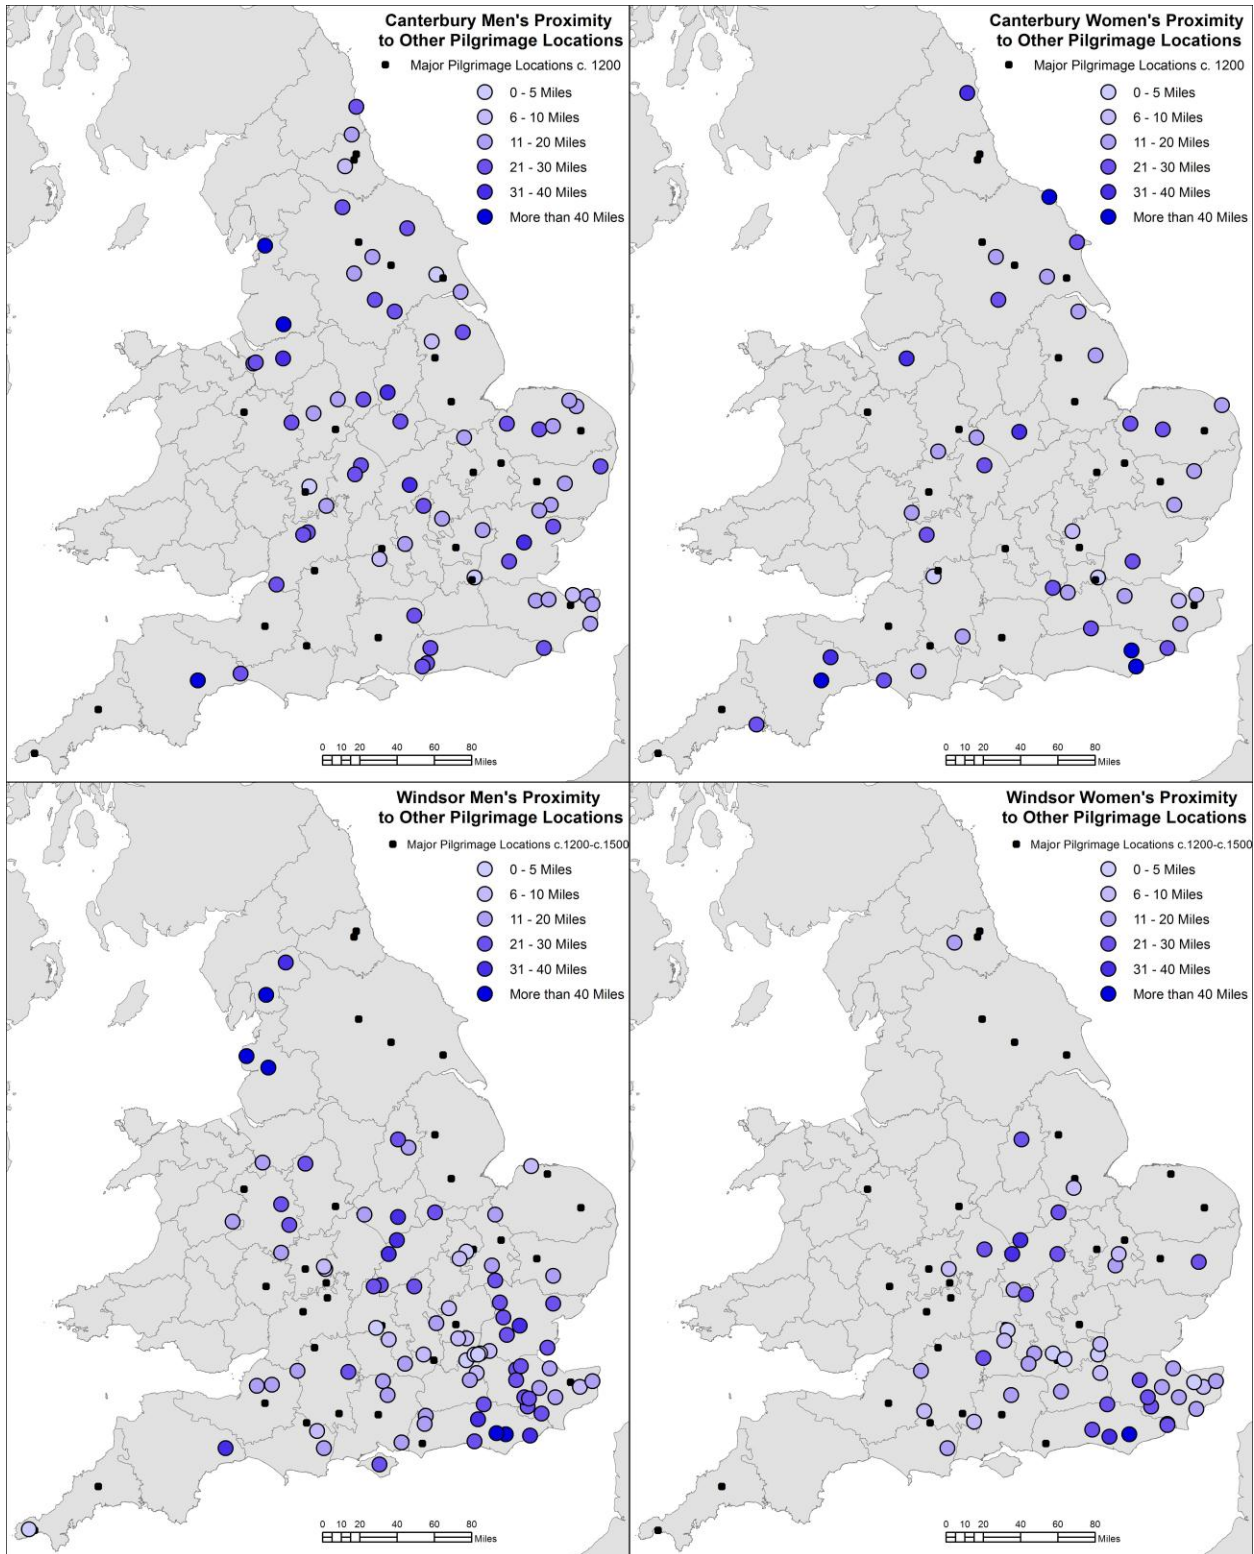 Canterbury Men's Proximity
to Other Pilgrimage Locations
Major Pilgrimage Locations c. 1200
0 - 5 Miles
6 - 10 Miles
11 - 20 Miles
21 - 30 Miles
31 - 40 Miles
More than 40 Miles
0 10 20 40 60 80
Miles
Canterbury Women's Proximity
to Other Pilgrimage Locations
Major Pilgrimage Locations c. 1200
0 - 5 Miles
6 - 10 Miles
11 - 20 Miles
21 - 30 Miles
31 - 40 Miles
More than 40 Miles
0 10 20 40 60 80
Miles
Windsor Men's Proximity
to Other Pilgrimage Locations
Major Pilgrimage Locations c.1200-c.1500
0 - 5 Miles
6 - 10 Miles
11 - 20 Miles
21 - 30 Miles
31 - 40 Miles
More than 40 Miles
0 10 20 40 60 80
Miles
Windsor Women's Proximity
to Other Pilgrimage Locations
Major Pilgrimage Locations c.1200-c.1500
0 - 5 Miles
6 - 10 Miles
11 - 20 Miles
21 - 30 Miles
31 - 40 Miles
More than 40 Miles
0 10 20 40 60 80
Miles